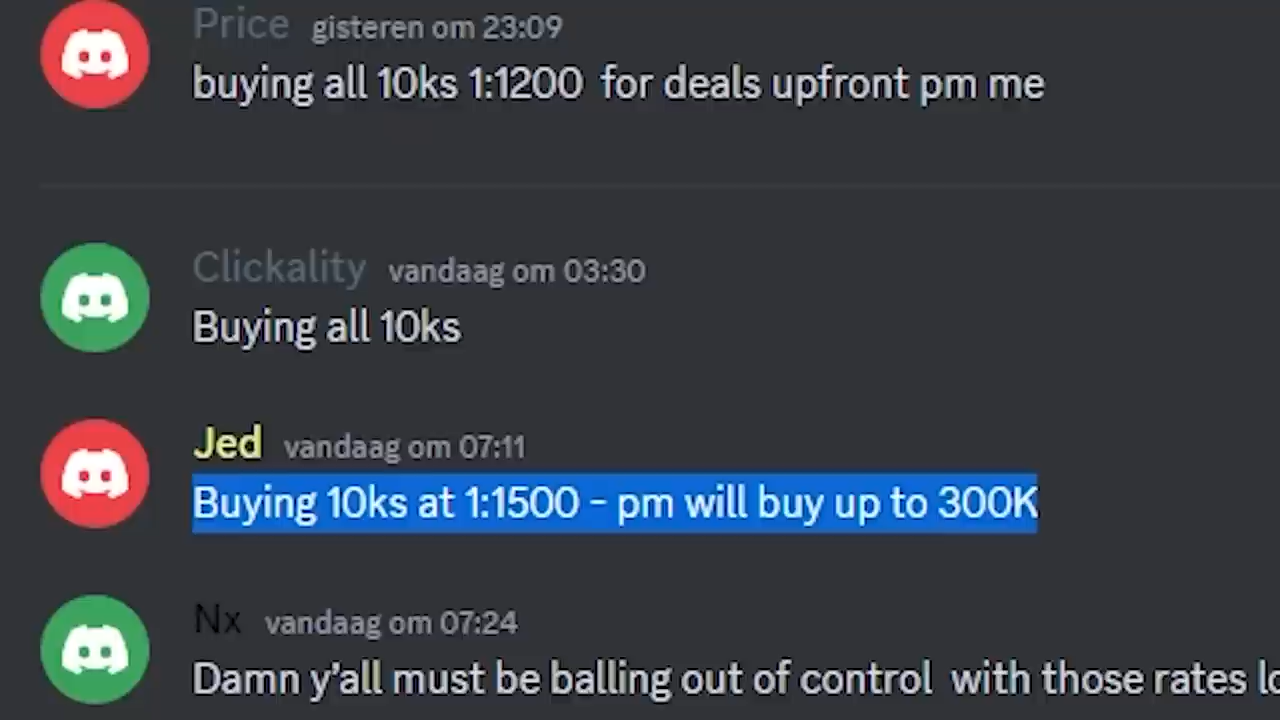 Price gisteren om 23:09
buying all 10ks 1:1200 for deals upfront pm me
Clickality vandaag om 03:30
Buying all 10ks
Jed vandaag om 07:11
Buying 10ks at 1:1500 - pm will buy up to 300K
Nx vandaag om 07:24
Damn y'all must be balling out of control with those rates